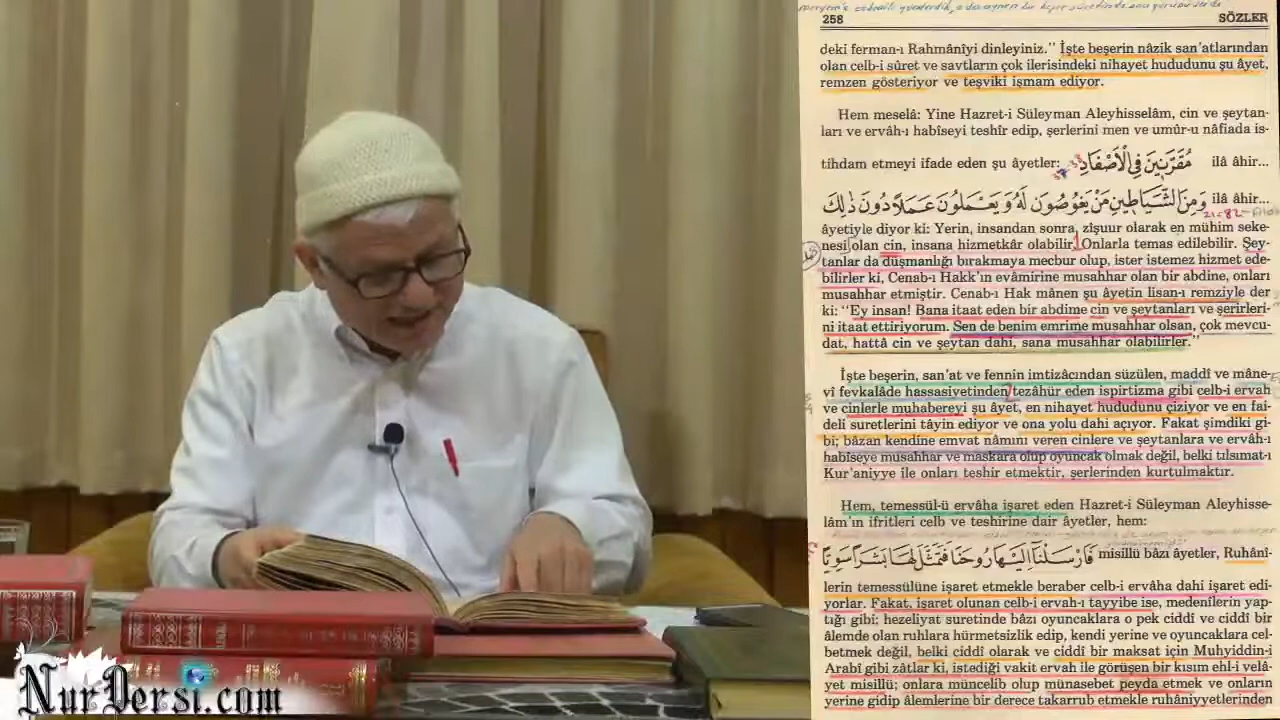 258 SÖZLER
deki ferman-ı Rahmânîyi dinleyiniz." İşte beşerin nâzik san'atlarından
olan celb-i sûret ve savtların çok ilerisindeki nihayet hududunu şu âyet,
remzen gösteriyor ve teşviki işmam ediyor.
Hem meselâ: Yine Hazret-i Süleyman Aleyhisselâm, cin ve şeytan-
ları ve ervâh-ı habîseyi teshîr edip, şerlerini men ve umûr-u nâfiada is-
tihdam etmeyi ifade eden şu âyetler: مُقَرَّنِينَ فِي الْأَصْفَادِ ilâ âhir...
وَمِنَ الشَّيَاطِينِ مَنْ يَغُوصُونَ لَهُ وَيَعْمَلُونَ عَمَلًا دُونَ ذٰلِكَ ilâ âhir...
21-82
âyetiyle diyor ki: Yerin, insandan sonra, zîşuur olarak en mühim seke-
nesi olan cin, insana hizmetkâr olabilir. Onlarla temas edilebilir. Şey-
tanlar da düşmanlığı bırakmaya mecbur olup, ister istemez hizmet ede-
bilirler ki, Cenab-ı Hakk'ın evâmirine musahhar olan bir abdine, onları
musahhar etmiştir. Cenab-ı Hak mânen şu âyetin lisan-ı remziyle der
ki: "Ey insan! Bana itaat eden bir abdime cin ve şeytanları ve şerirleri-
ni itaat ettiriyorum. Sen de benim emrime musahhar olsan, çok mevcu-
dat, hattâ cin ve şeytan dahi, sana musahhar olabilirler."
İşte beşerin, san'at ve fennin imtizacından süzülen, maddî ve mâne-
vî fevkalâde hassasiyetinden tezâhür eden ispirtizma gibi celb-i ervah
ve cinlerle muhabereyi şu âyet, en nihayet hududunu çiziyor ve en fai-
deli suretlerini tâyin ediyor ve ona yolu dahi açıyor. Fakat şimdiki gi-
bi; bâzan kendine emvat nâmını veren cinlere ve şeytanlara ve ervâh-ı
habîseye musahhar ve maskara olup oyuncak olmak değil, belki tılsımat-ı
Kur'aniyye ile onları teshir etmektir, şerlerinden kurtulmaktır.
Hem, temessül-ü ervâha işaret eden Hazret-i Süleyman Aleyhisse-
lâm'ın ifritleri celb ve teshirine dair âyetler, hem:
فَاَرْسَلْنَا اِلَيْهَا رُوحَنَا فَتَمَثَّلَ لَهَا بَشَرًا سَوِيًّا misillü bâzı âyetler, Ruhânî-
lerin temessülüne işaret etmekle beraber celb-i ervâha dahi işaret edi-
yorlar. Fakat, işaret olunan celb-i ervah-ı tayyibe ise, medenîlerin yap-
tığı gibi; hezeliyat suretinde bâzı oyuncaklara o pek ciddî ve ciddî bir
âlemde olan ruhlara hürmetsizlik edip, kendi yerine ve oyuncaklara cel-
betmek değil, belki ciddî olarak ve ciddî bir maksat için Muhyiddin-i
Arabî gibi zâtlar ki, istediği vakit ervah ile görüşen bir kısım ehl-i velâ-
yet misillü; onlara müncelib olup münasebet peyda etmek ve onların
yerine gidip âlemlerine bir derece takarrub etmekle ruhâniyyetlerinden
NurDersi.com